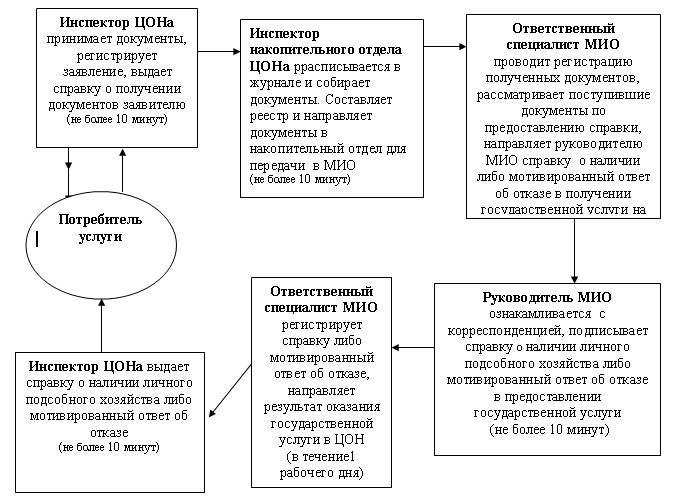 Инспектор ЦОНа
принимает документы,
регистрирует
заявление, выдает
справку о получении
документов заявителю
(не более 10 минут)
Инспектор
накопительного отдела
ЦОНа ррасписывается в
журнале и собирает
документы. Составляет
реестр и направляет
документы в
накопительный отдел для
передачи в МИО
(не более 10 минут)
Ответственный
специалист МИО
проводит регистрацию
полученных документов,
рассматривает поступившие
документы по
предоставлению справки,
направляет руководителю
МИО справку о наличии
либо мотивированный ответ
об отказе в получении
государственной услуги на
Потребитель
услуги
Руководитель МИО
ознакамливается с
корреспонденцией, подписывает
справку о наличии личного
подсобного хозяйства либо
мотивированный ответ об отказе
в предоставлении
государственной услуги
(не более 10 минут)
Ответственный
специалист МИО
регистрирует
справку либо
мотивированный
ответ об отказе,
направляет
результат оказания
государственной
услуги в ЦОН
(в течение1
рабочего дня)
Инспектор ЦОНа выдает
справку о наличии личного
подсобного хозяйства либо
мотивированный ответ об
отказе
(не более 10 минут)